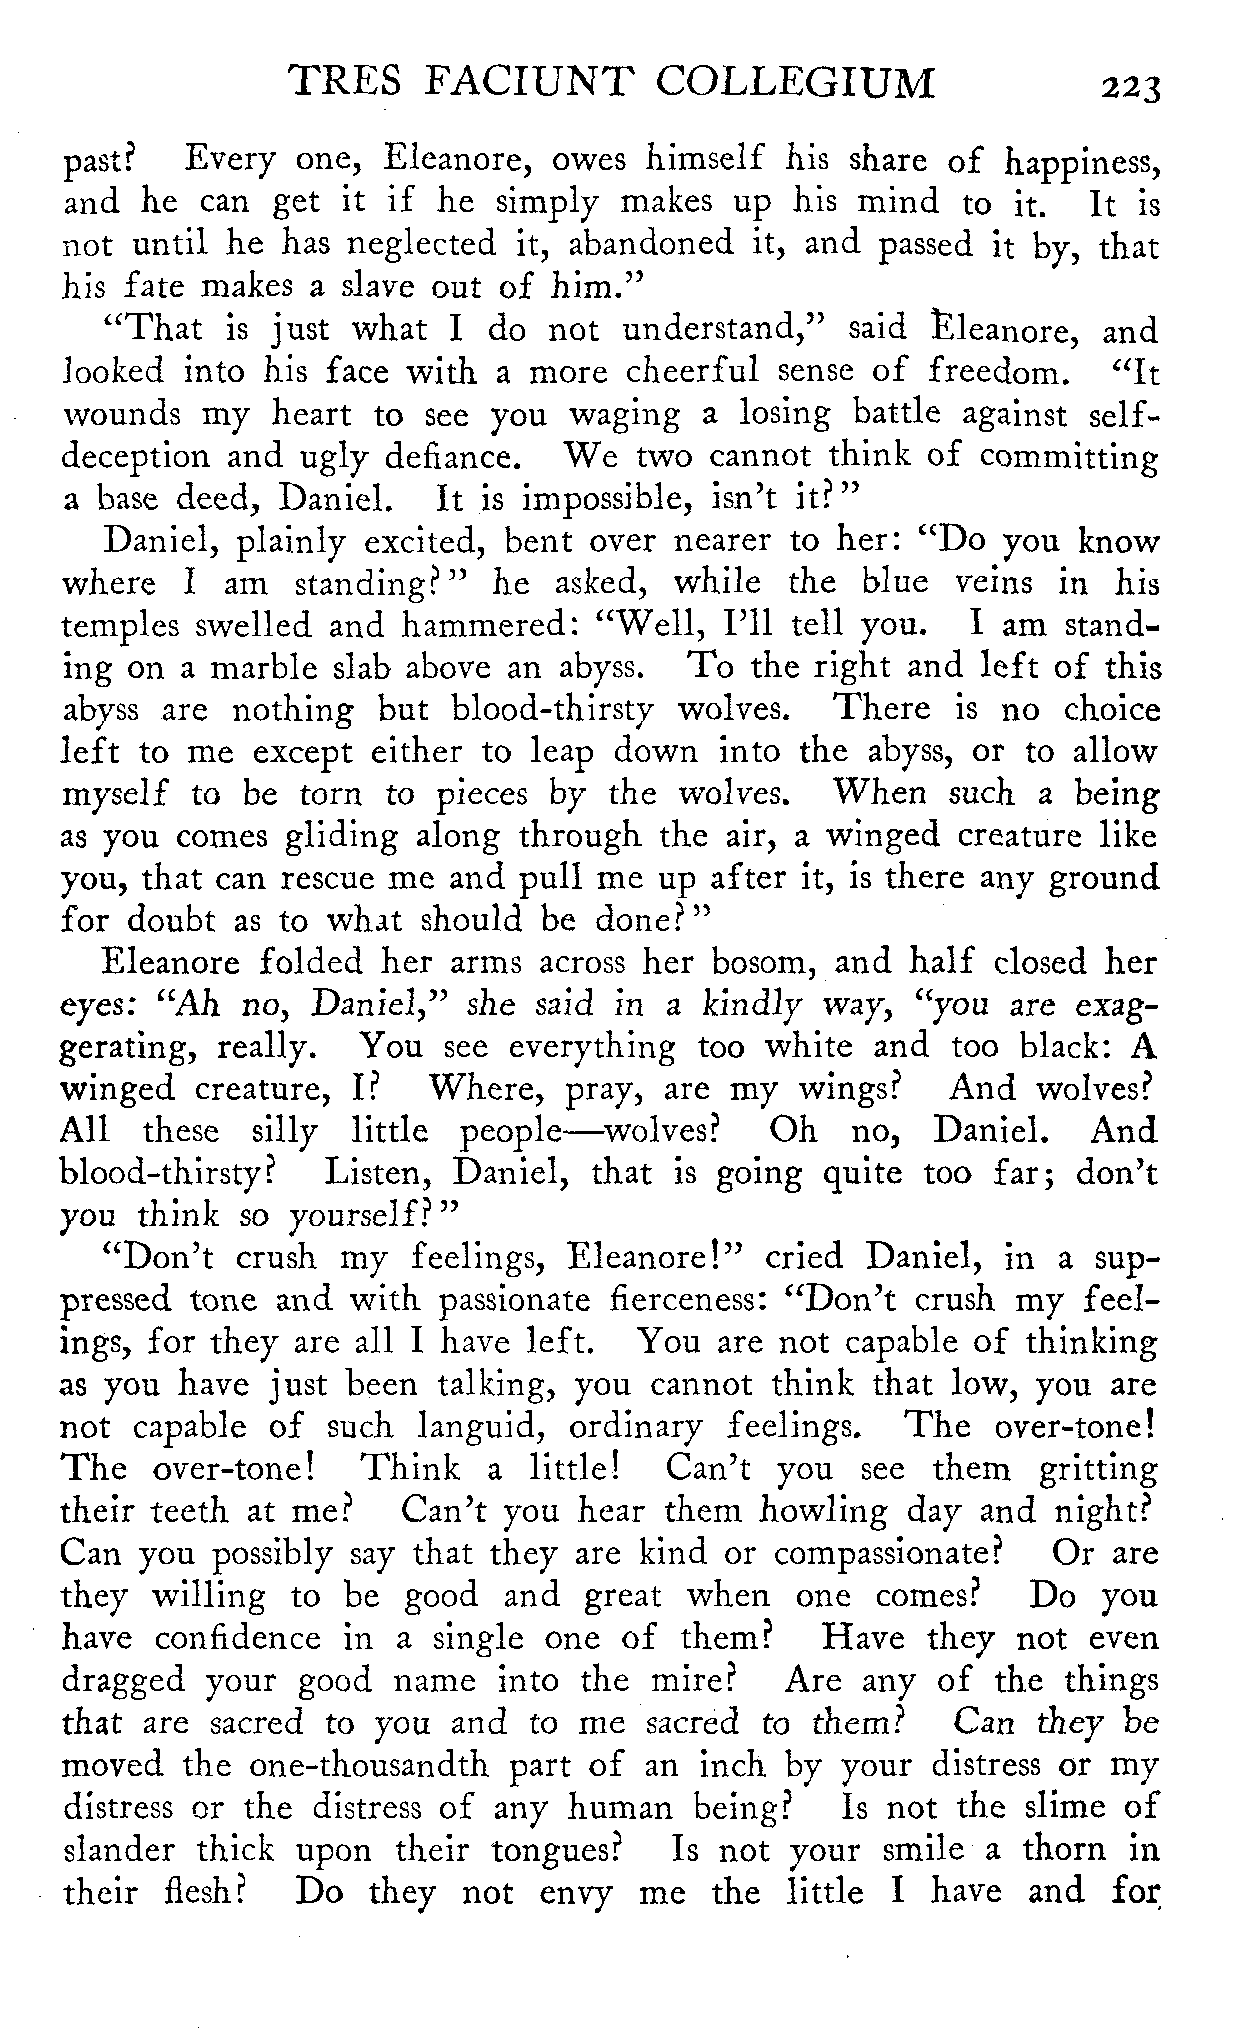 TRES FACIUNT COLLEGIUM 223
past? Every one, Eleanore, owes himself his share of happiness,
and he can get it if he simply makes up his mind to it. It is
not until he has neglected it, abandoned it, and passed it by, that
his fate makes a slave out of him."
"That is just what I do not understand," said Eleanore, and
looked into his face with a more cheerful sense of freedom. "It
wounds my heart to see you waging a losing battle against self-
deception and ugly defiance. We two cannot think of committing
a base deed, Daniel. It is impossible, isn't it?"
Daniel, plainly excited, bent over nearer to her: "Do you know
where I am standing?" he asked, while the blue veins in his
temples swelled and hammered: "Well, I'll tell you. I am stand-
ing on a marble slab above an abyss. To the right and left of this
abyss are nothing but blood-thirsty wolves. There is no choice
left to me except either to leap down into the abyss, or to allow
myself to be torn to pieces by the wolves. When such a being
as you comes gliding along through the air, a winged creature like
you, that can rescue me and pull me up after it, is there any ground
for doubt as to what should be done?"
Eleanore folded her arms across her bosom, and half closed her
eyes: "Ah no, Daniel," she said in a kindly way, "you are exag-
gerating, really. You see everything too white and too black: A
winged creature, I? Where, pray, are my wings? And wolves?
All these silly little people—wolves? Oh no, Daniel. And
blood-thirsty? Listen, Daniel, that is going quite too far; don't
you think so yourself?"
"Don't crush my feelings, Eleanore!" cried Daniel, in a sup-
pressed tone and with passionate fierceness: "Don't crush my feel-
ings, for they are all I have left. You are not capable of thinking
as you have just been talking, you cannot think that low, you are
not capable of such languid, ordinary feelings. The over-tone!
The over-tone! Think a little! Can't you see them gritting
their teeth at me? Can't you hear them howling day and night?
Can you possibly say that they are kind or compassionate? Or are
they willing to be good and great when one comes? Do you
have confidence in a single one of them? Have they not even
dragged your good name into the mire? Are any of the things
that are sacred to you and to me sacred to them? Can they be
moved the one-thousandth part of an inch by your distress or my
distress or the distress of any human being? Is not the slime of
slander thick upon their tongues? Is not your smile a thorn in
their flesh? Do they not envy me the little I have and for